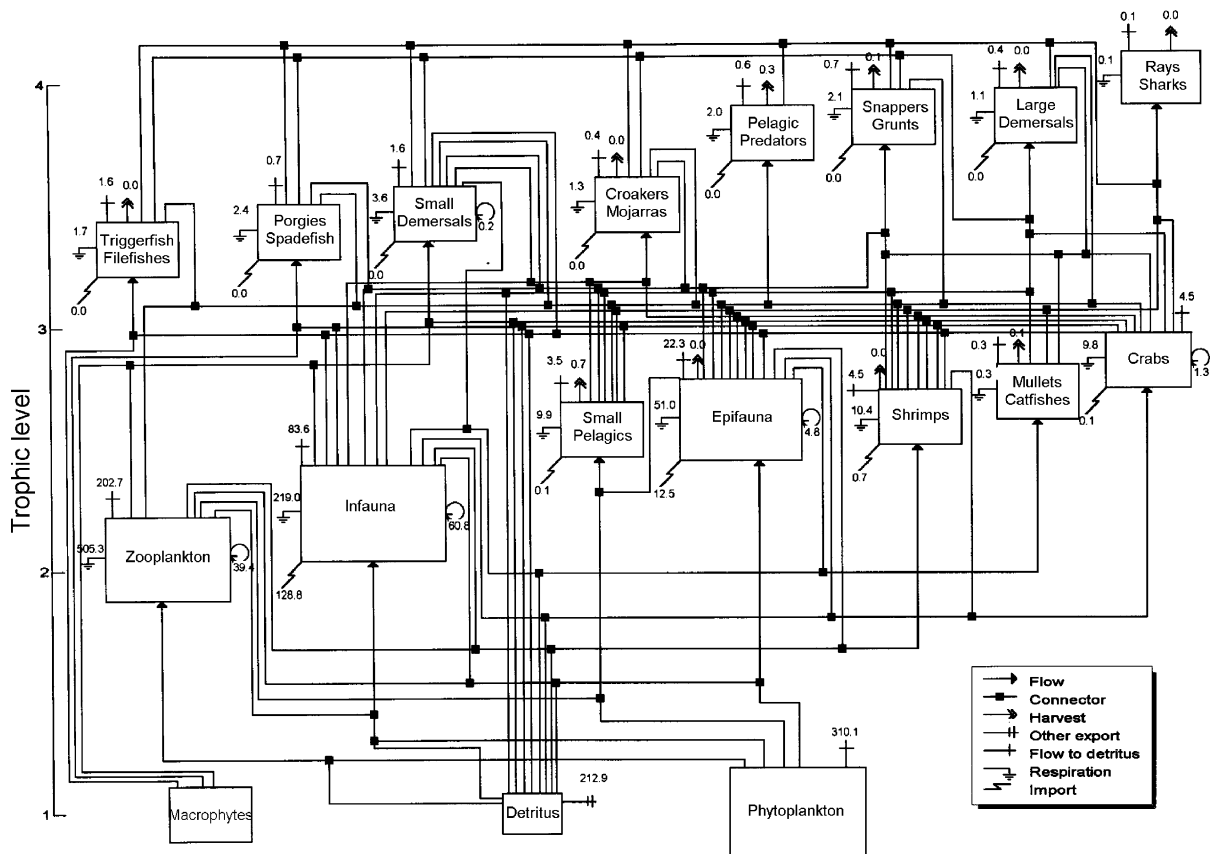 0.1
0.0
Rays
Sharks
0.1
0.6
0.3
2.0
Pelagic
Predators
0.0
0.7
0.1
2.1
Snappers
Grunts
0.0
0.4
0.0
1.1
Large
Demersals
0.0
4
1.6
0.0
1.7
Triggerfish
Filefishes
0.0
0.7
2.4
Porgies
Spadefish
0.0
1.6
3.6
Small
Demersals
0.2
0.0
0.4
0.0
1.3
Croakers
Mojarras
0.0
3
Trophic level
3.5
0.7
9.9
Small
Pelagics
0.1
22.3
0.0
51.0
Epifauna
4.8
12.5
0.0
4.5
10.4
Shrimps
0.7
0.3
0.1
0.3
Mullets
Catfishes
4.5
9.8
Crabs
1.3
0.1
202.7
505.3
Zooplankton
39.4
83.6
219.0
Infauna
60.8
128.8
2
Macrophytes
Detritus
212.9
310.1
Phytoplankton
1
Flow
Connector
Harvest
Other export
Flow to detritus
Respiration
Import